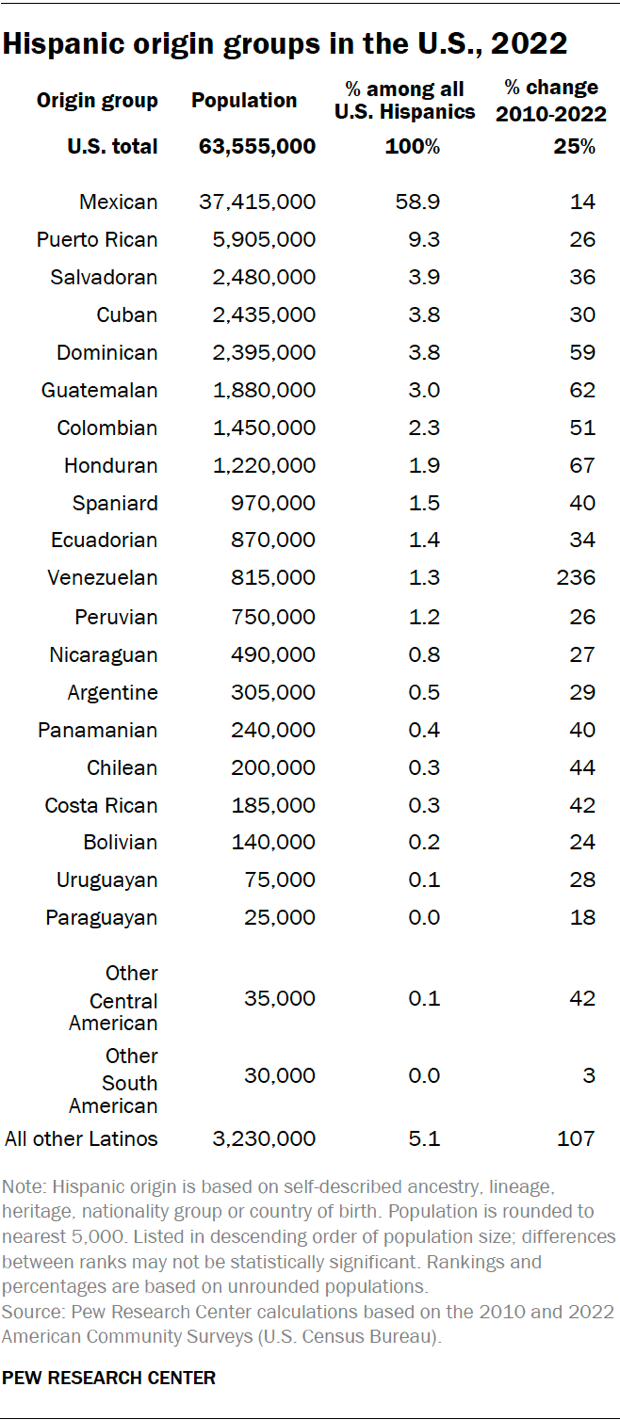 Hispanic origin groups in the U.S., 2022
Origin group Population % among all U.S. Hispanics % change 2010-2022
U.S. total 63,555,000 100% 25%
Mexican 37,415,000 58.9 14
Puerto Rican 5,905,000 9.3 26
Salvadoran 2,480,000 3.9 36
Cuban 2,435,000 3.8 30
Dominican 2,395,000 3.8 59
Guatemalan 1,880,000 3.0 62
Colombian 1,450,000 2.3 51
Honduran 1,220,000 1.9 67
Spaniard 970,000 1.5 40
Ecuadorian 870,000 1.4 34
Venezuelan 815,000 1.3 236
Peruvian 750,000 1.2 26
Nicaraguan 490,000 0.8 27
Argentine 305,000 0.5 29
Panamanian 240,000 0.4 40
Chilean 200,000 0.3 44
Costa Rican 185,000 0.3 42
Bolivian 140,000 0.2 24
Uruguayan 75,000 0.1 28
Paraguayan 25,000 0.0 18
Other
Central
American 35,000 0.1 42
Other
South
American 30,000 0.0 3
All other Latinos 3,230,000 5.1 107
Note: Hispanic origin is based on self-described ancestry, lineage,
heritage, nationality group or country of birth. Population is rounded to
nearest 5,000. Listed in descending order of population size; differences
between ranks may not be statistically significant. Rankings and
percentages are based on unrounded populations.
Source: Pew Research Center calculations based on the 2010 and 2022
American Community Surveys (U.S. Census Bureau).
PEW RESEARCH CENTER